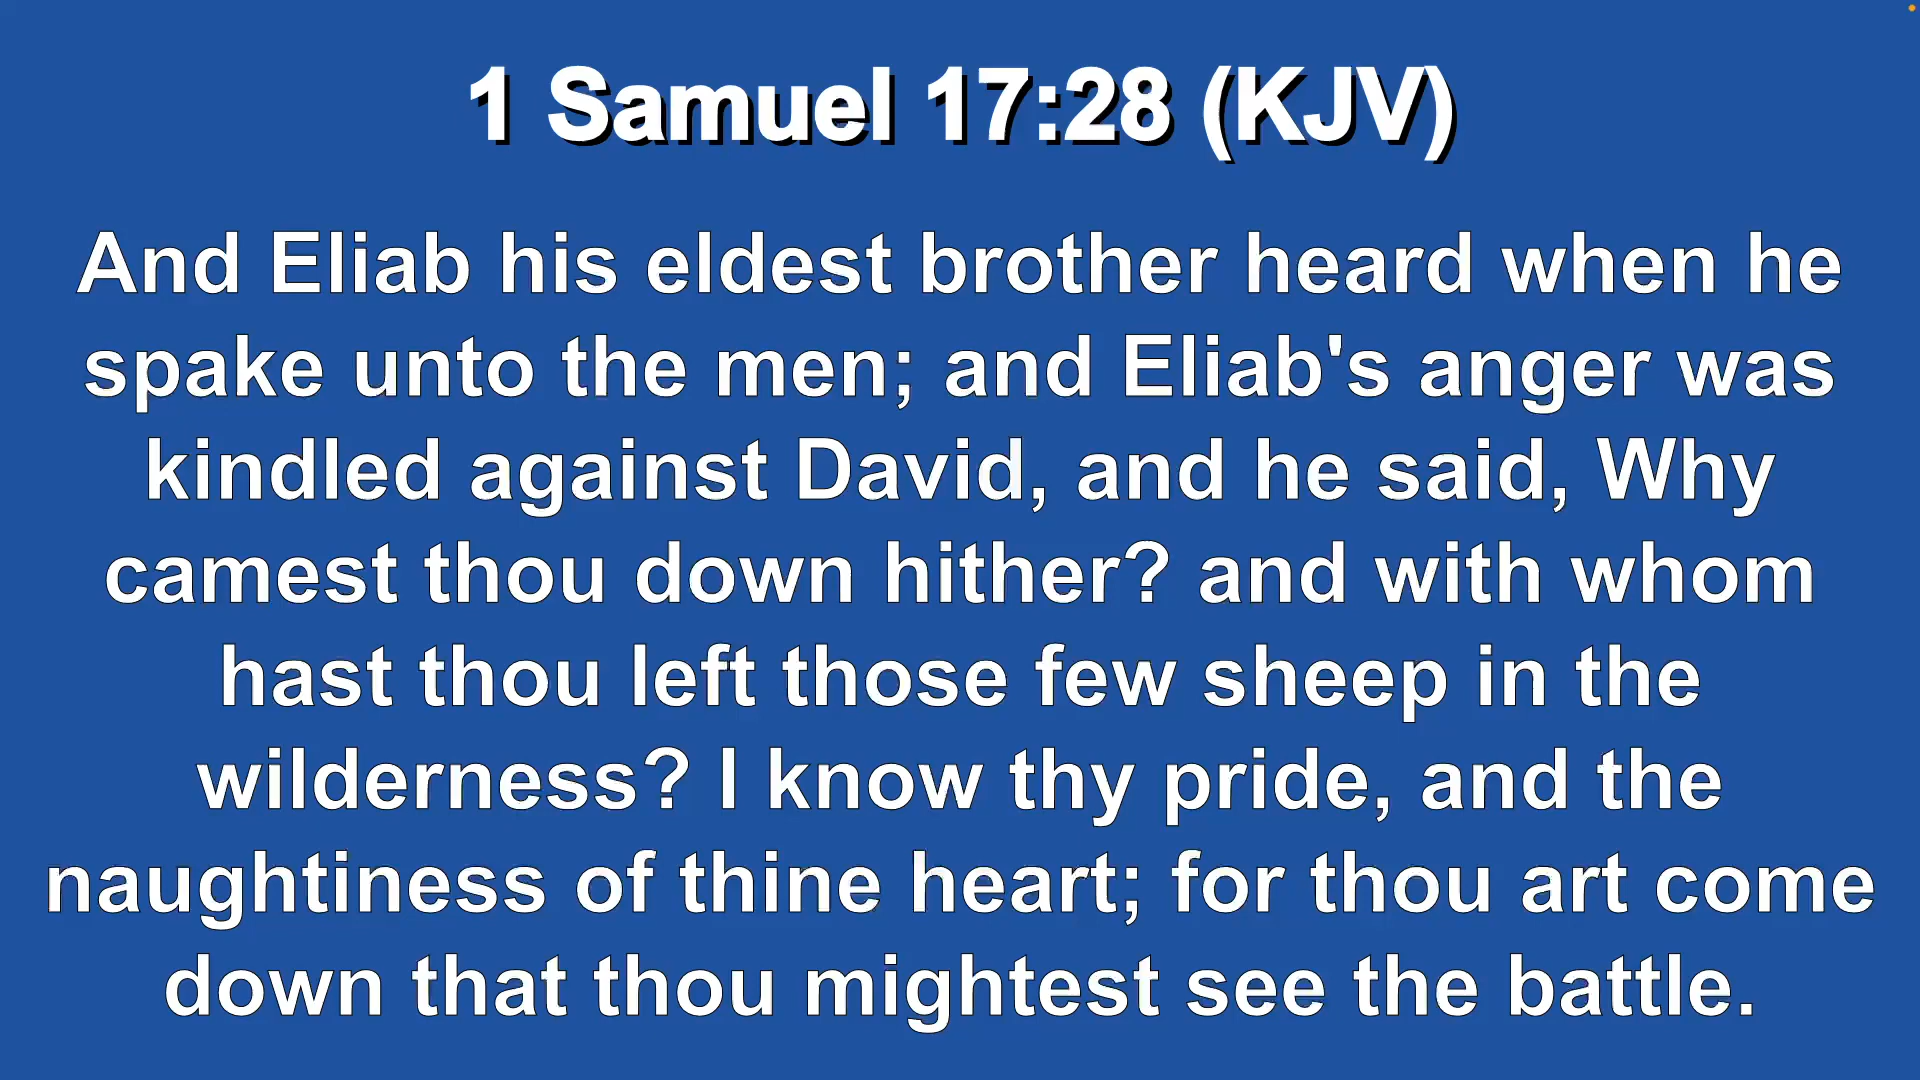 1 Samuel 17:28 (KJV)
And Eliab his eldest brother heard when he
spake unto the men; and Eliab's anger was
kindled against David, and he said, Why
camest thou down hither? and with whom
hast thou left those few sheep in the
wilderness? I know thy pride, and the
naughtiness of thine heart; for thou art come
down that thou mightest see the battle.